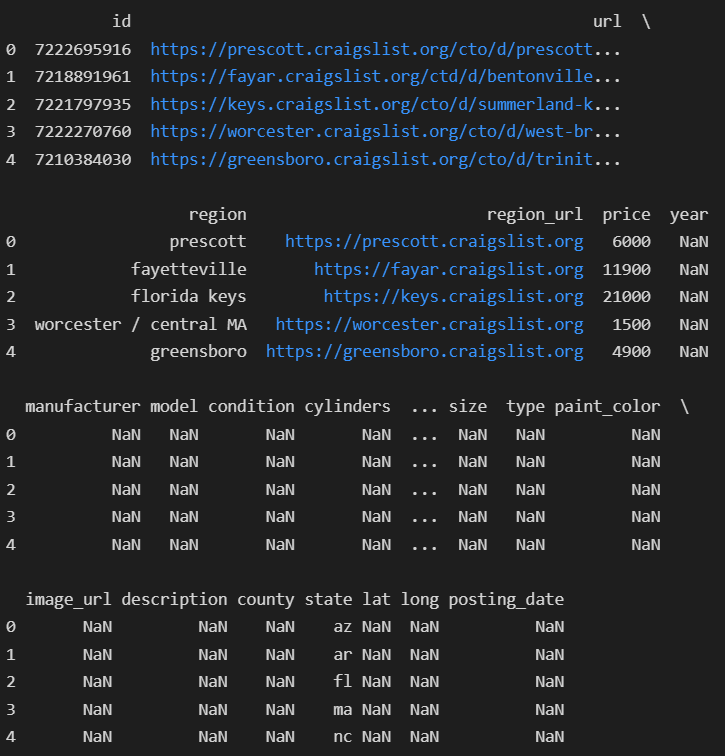 id url \
0 7222695916 https://prescott.craigslist.org/cto/d/prescott...
1 7218891961 https://fayar.craigslist.org/ctd/d/bentonville...
2 7221797935 https://keys.craigslist.org/cto/d/summerland-k...
3 7222270760 https://worcester.craigslist.org/cto/d/west-br...
4 7210384030 https://greensboro.craigslist.org/cto/d/trinit...
region region_url price year
0 prescott https://prescott.craigslist.org 6000 NaN
1 fayetteville https://fayar.craigslist.org 11900 NaN
2 florida keys https://keys.craigslist.org 21000 NaN
3 worcester / central MA https://worcester.craigslist.org 1500 NaN
4 greensboro https://greensboro.craigslist.org 4900 NaN
manufacturer model condition cylinders ... size type paint_color \
0 NaN NaN NaN NaN ... NaN NaN NaN
1 NaN NaN NaN NaN ... NaN NaN NaN
2 NaN NaN NaN NaN ... NaN NaN NaN
3 NaN NaN NaN NaN ... NaN NaN NaN
4 NaN NaN NaN NaN ... NaN NaN NaN
image_url description county state lat long posting_date
0 NaN NaN NaN az NaN NaN NaN
1 NaN NaN NaN ar NaN NaN NaN
2 NaN NaN NaN fl NaN NaN NaN
3 NaN NaN NaN ma NaN NaN NaN
4 NaN NaN NaN nc NaN NaN NaN